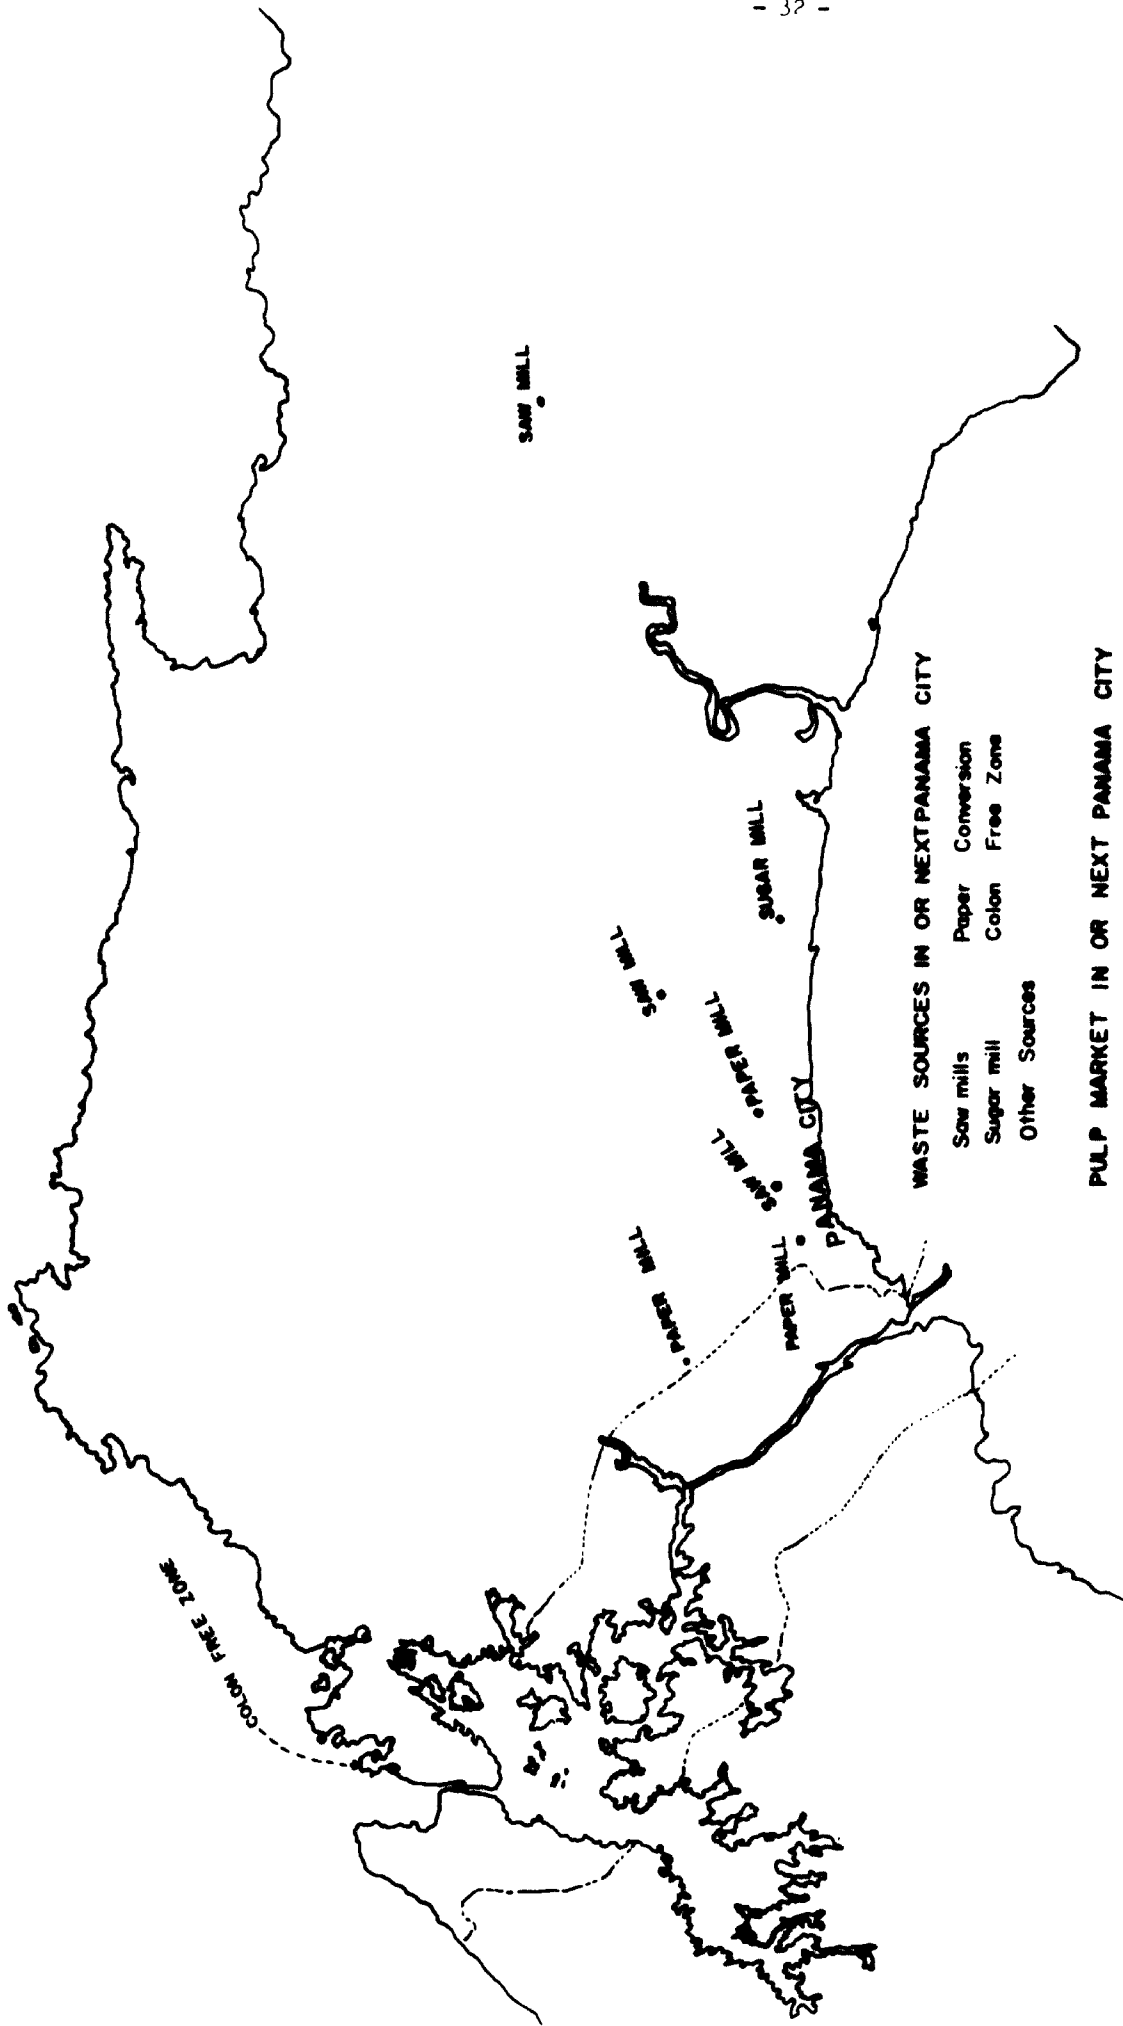 - 32 -
COLON FREE ZONE
SAW MILL
SAW MILL
PAPER MILL
PAPER MILL
SAW MILL
SUGAR MILL
PAPER MILL
PANAMA CITY
WASTE SOURCES IN OR NEXT PANAMA CITY
Saw mills Paper Conversion
Sugar mill Colon Free Zone
Other Sources
PULP MARKET IN OR NEXT PANAMA CITY